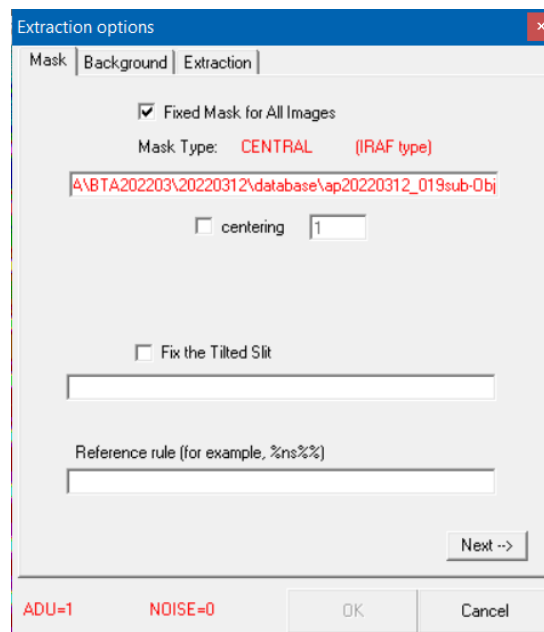 Extraction options
Mask Background Extraction
Fixed Mask for All Images
Mask Type: CENTRAL (IRAF type)
A\BTA202203\20220312\database\ap20220312_019sub-Obj
centering 1
Fix the Tilted Slit
Reference rule (for example, %ns%%)
Next -->
ADU=1 NOISE=0 OK Cancel